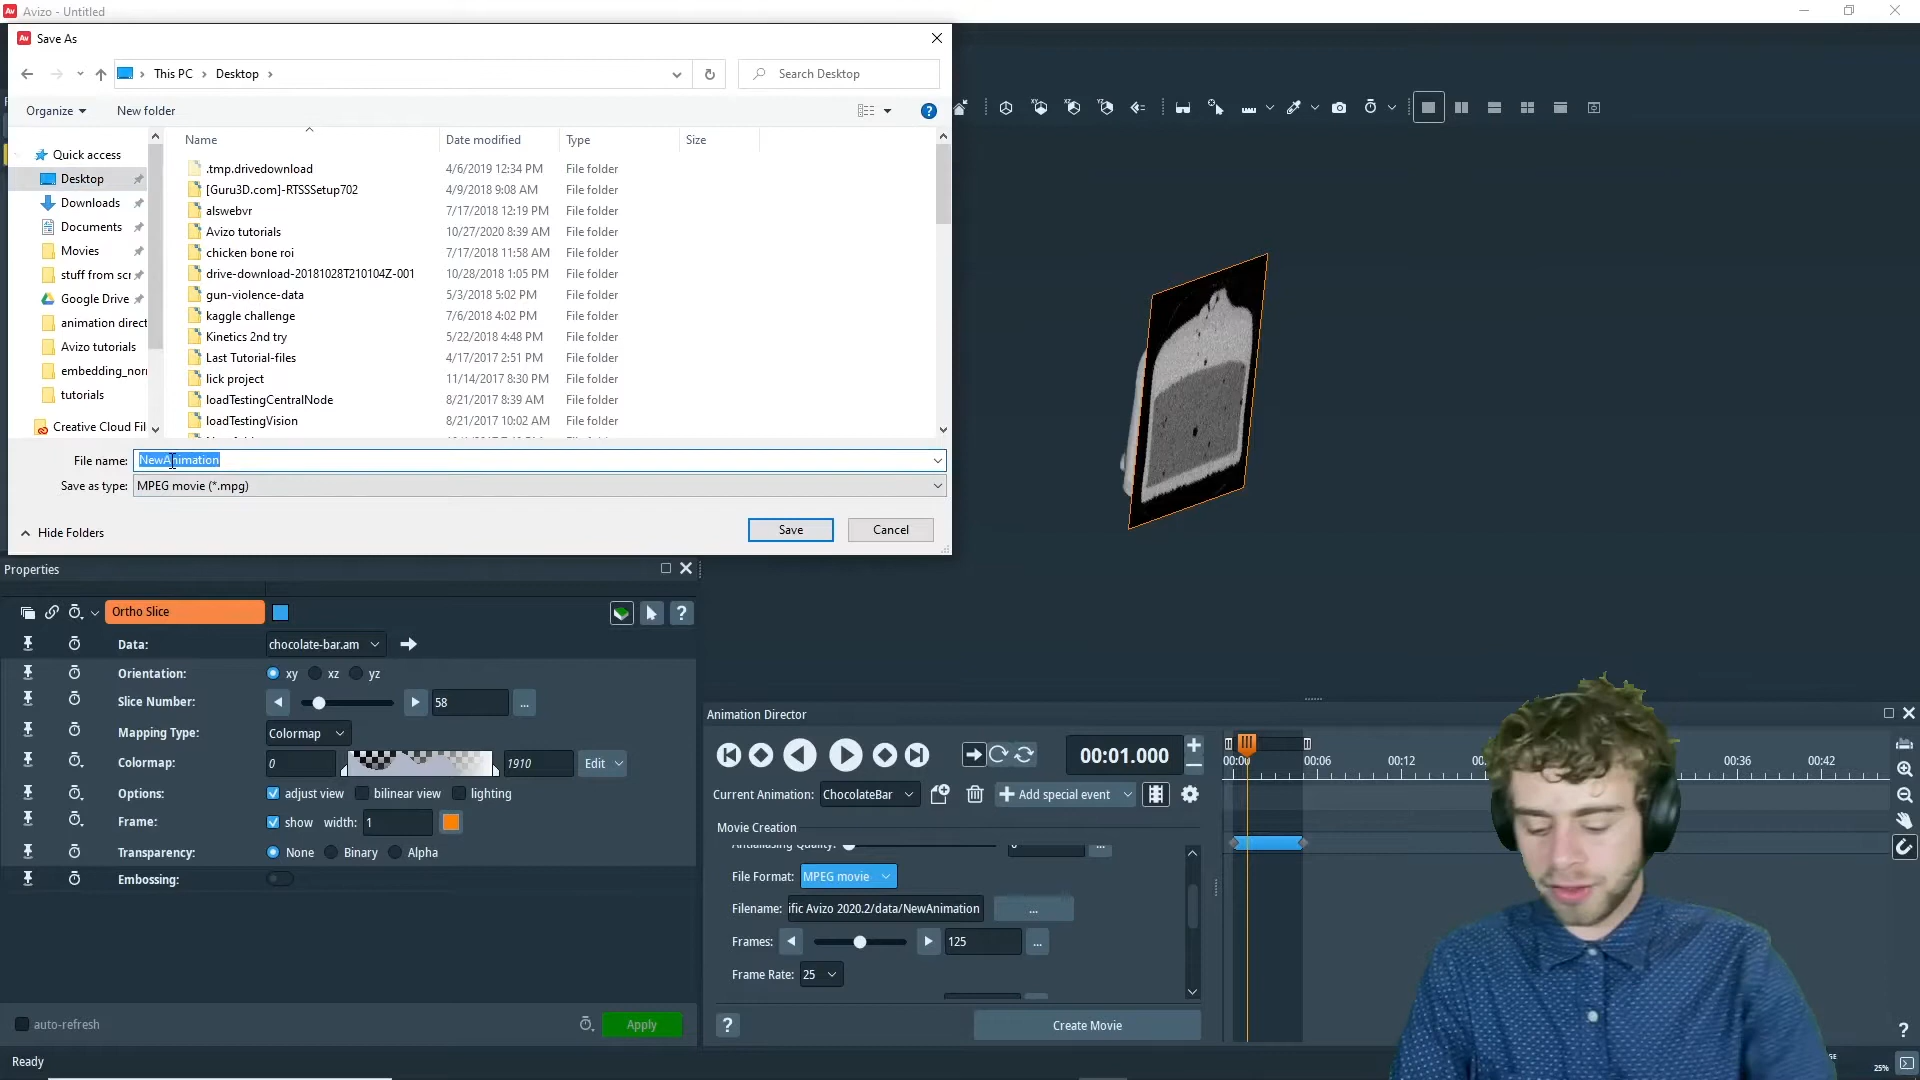 Avizo - Untitled
Save As
This PC > Desktop >
Search Desktop
Organize
New folder
Name
Date modified
Type
Size
Quick access
Desktop
Downloads
Documents
Movies
stuff from scr
Google Drive
animation direct
Avizo tutorials
embedding_nor
tutorials
Creative Cloud Fil
.tmp.drivedownload 4/6/2019 12:34 PM File folder
[Guru3D.com]-RTSSSetup702 4/9/2018 9:08 AM File folder
alswebvr 7/17/2018 12:19 PM File folder
Avizo tutorials 10/27/2020 8:39 AM File folder
chicken bone roi 7/17/2018 11:58 AM File folder
drive-download-20181028T210104Z-001 10/28/2018 1:05 PM File folder
gun-violence-data 5/3/2018 5:02 PM File folder
kaggle challenge 7/6/2018 4:02 PM File folder
Kinetics 2nd try 5/22/2018 4:48 PM File folder
Last Tutorial-files 4/17/2017 2:51 PM File folder
lick project 11/14/2017 8:30 PM File folder
loadTestingCentralNode 8/21/2017 8:39 AM File folder
loadTestingVision 8/21/2017 10:02 AM File folder
File name: NewAnimation
Save as type: MPEG movie (*.mpg)
Hide Folders
Save
Cancel
Properties
Ortho Slice
?
Data: chocolate-bar.am
Orientation: xy xz yz
Slice Number: 58 ...
Mapping Type: Colormap
Colormap: 0 1910 Edit
Options: adjust view bilinear view lighting
Frame: show width: 1
Transparency: None Binary Alpha
Embossing:
auto-refresh
Apply
Ready
Animation Director
00:01.000
Current Animation: ChocolateBar
Add special event
Movie Creation
Antialiasing Quality: ...
File Format: MPEG movie
Filename: ific Avizo 2020.2/data/NewAnimation ...
Frames: 125 ...
Frame Rate: 25
?
Create Movie
00:00 00:06 00:12 00:36 00:42
?
25%